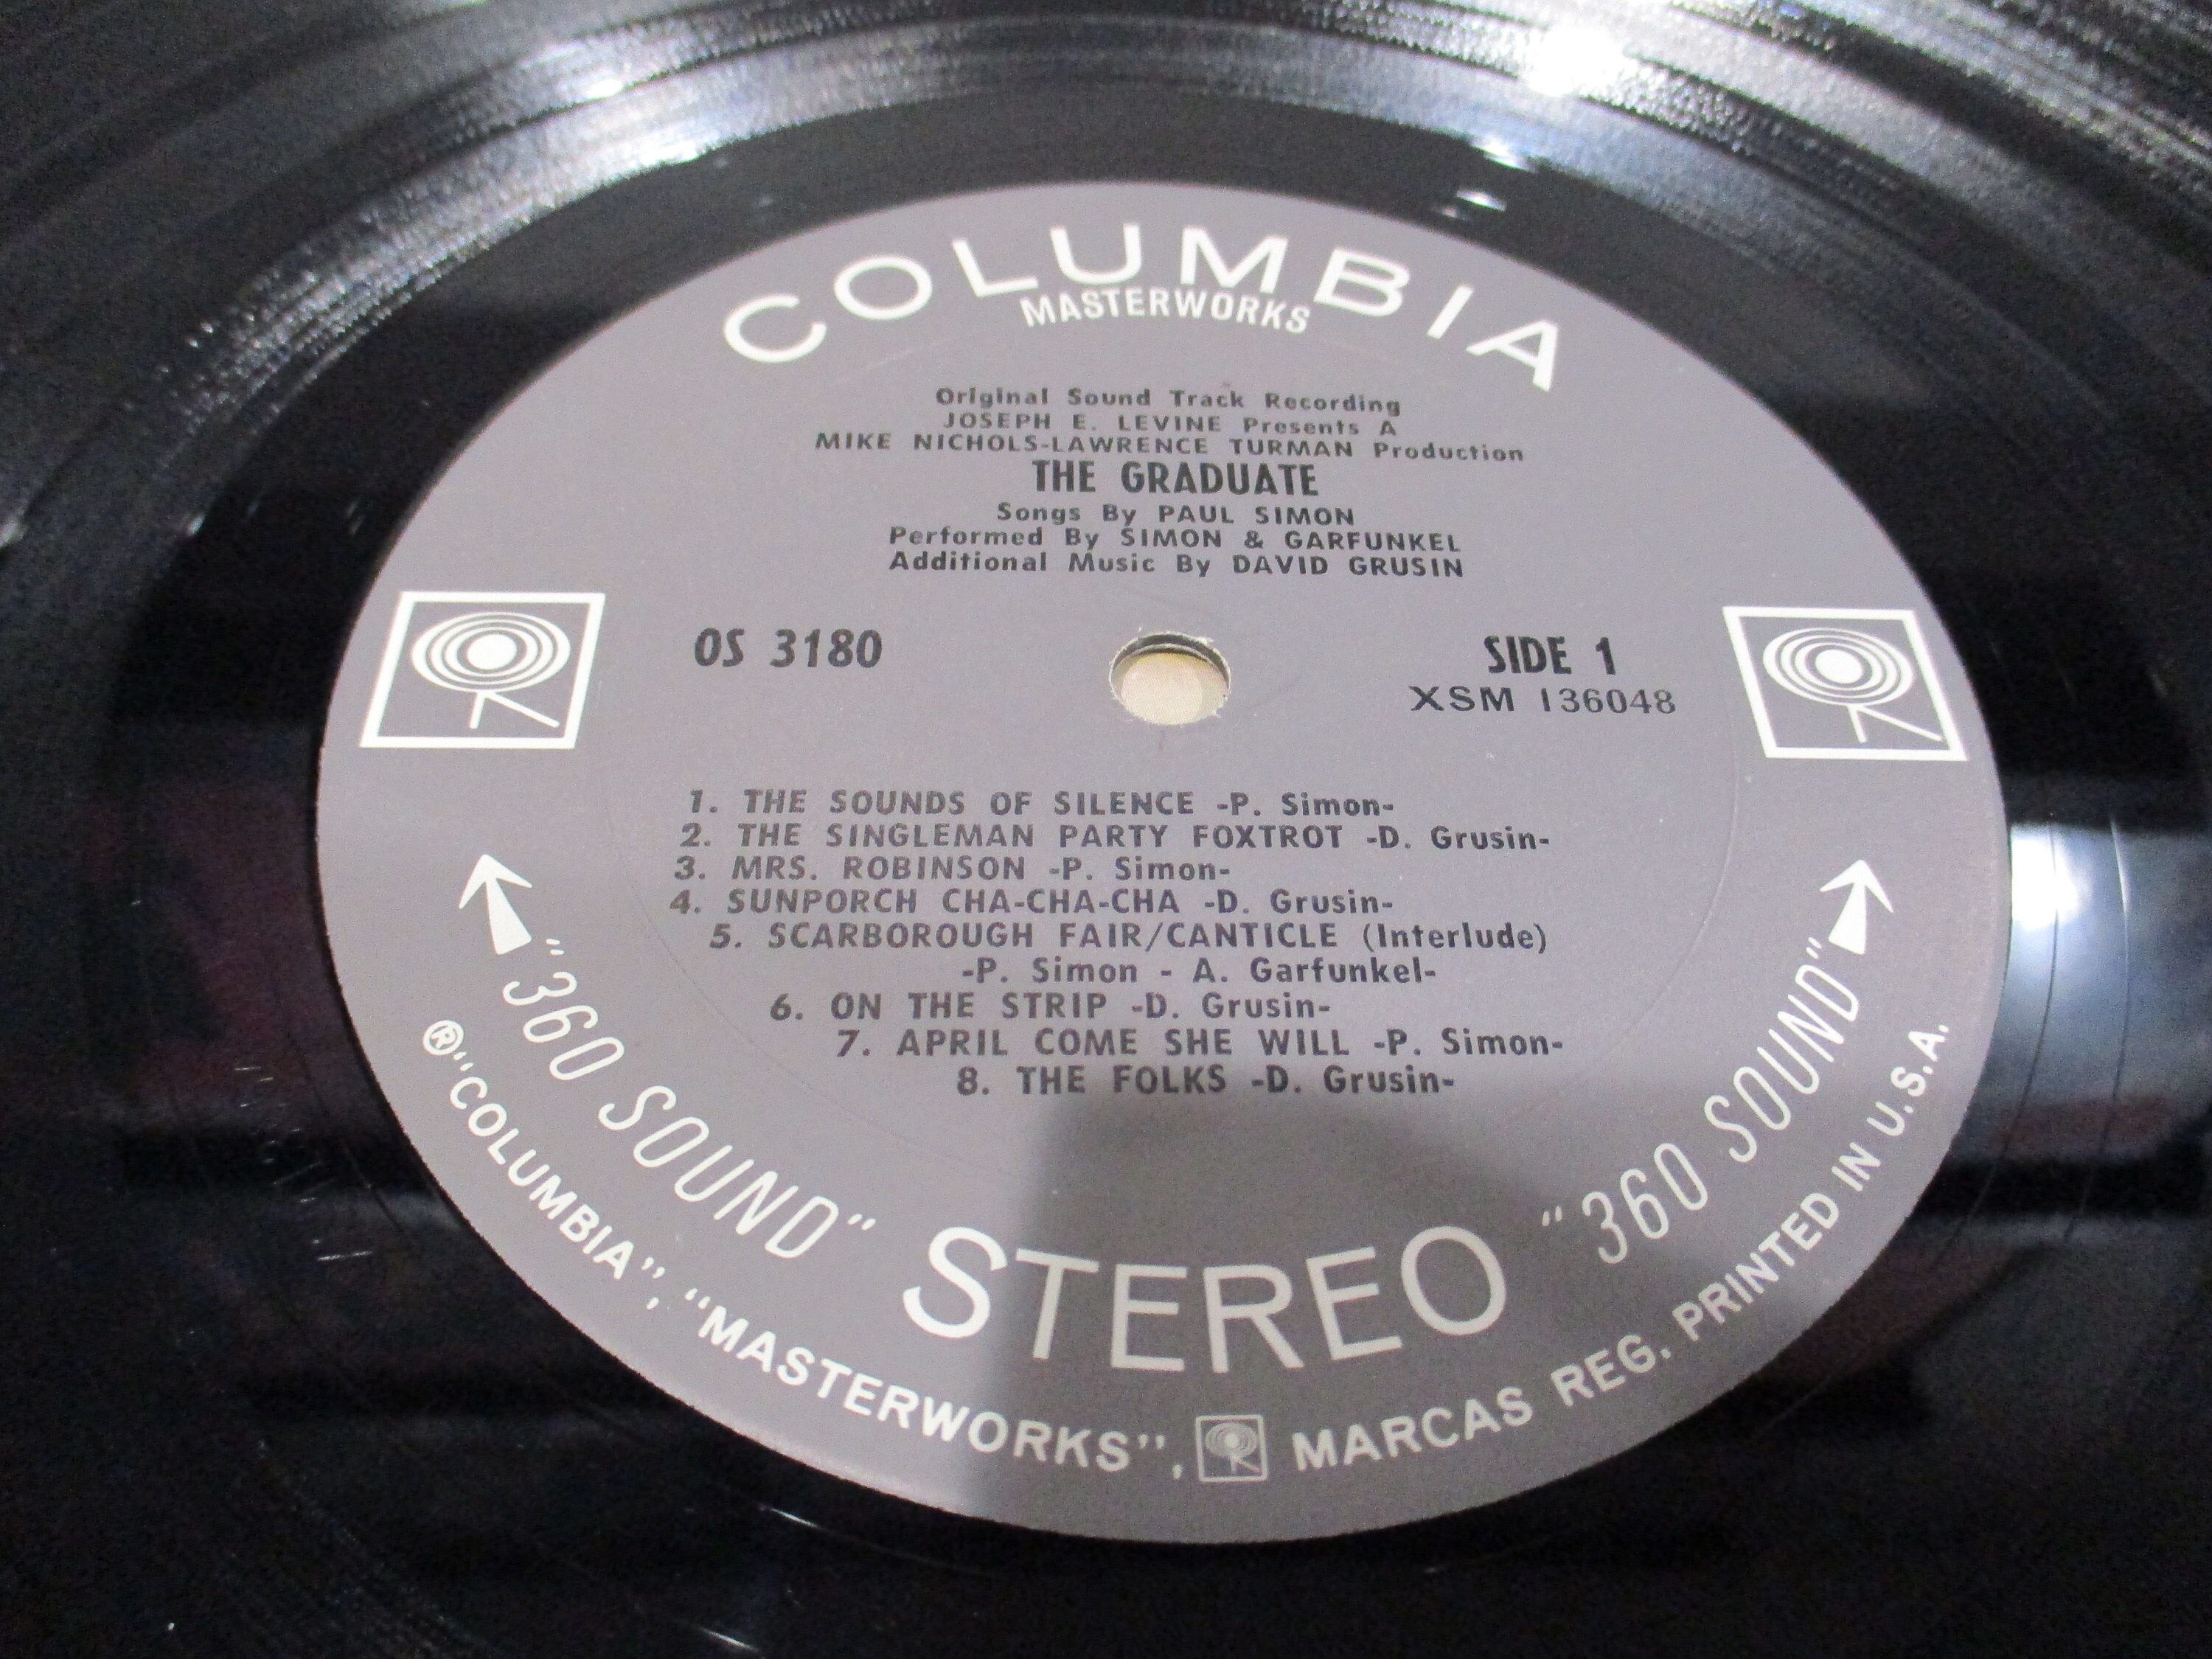 COLUMBIA
MASTERWORKS
Original Sound Track Recording
JOSEPH E. LEVINE Presents A
MIKE NICHOLS-LAWRENCE TURMAN Production
THE GRADUATE
Songs By PAUL SIMON
Performed By SIMON & GARFUNKEL
Additional Music By DAVID GRUSIN
OS 3180
SIDE 1
XSM 136048
1. THE SOUNDS OF SILENCE -P. Simon-
2. THE SINGLEMAN PARTY FOXTROT -D. Grusin-
3. MRS. ROBINSON -P. Simon-
4. SUNPORCH CHA-CHA-CHA -D. Grusin-
5. SCARBOROUGH FAIR/CANTICLE (Interlude)
-P. Simon - A. Garfunkel-
6. ON THE STRIP -D. Grusin-
7. APRIL COME SHE WILL -P. Simon-
8. THE FOLKS -D. Grusin-
"360 SOUND" STEREO "360 SOUND"
® "COLUMBIA", "MASTERWORKS", MARCAS REG. PRINTED IN U.S.A.